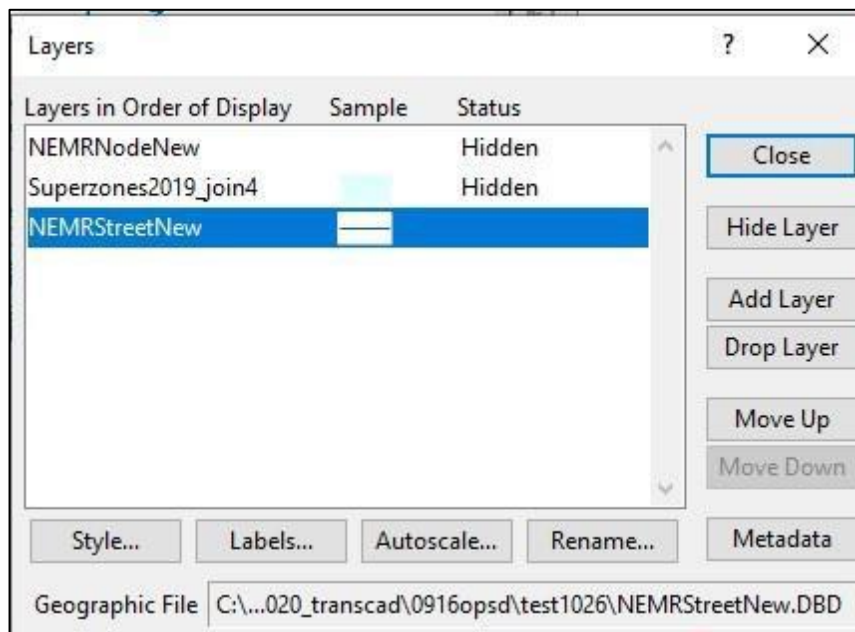 Layers ? X
Layers in Order of Display Sample Status
NEMRNodeNew Hidden
Superzones2019_join4 Hidden
NEMRStreetNew
Close
Hide Layer
Add Layer
Drop Layer
Move Up
Move Down
Style... Labels... Autoscale... Rename... Metadata
Geographic File C:\...020_transcad\0916opsd\test1026\NEMRStreetNew.DBD